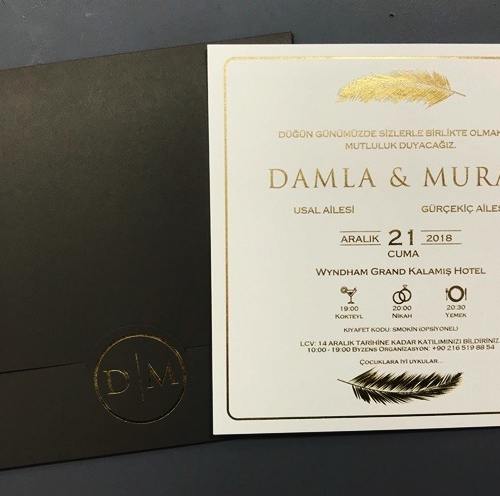 DÜĞÜN GÜNÜMÜZDE SİZLERLE BİRLİKTE OLMAK
MUTLULUK DUYACAĞIZ.
DAMLA & MURA
USAL AİLESİ GÜRÇEKİÇ AİLES
ARALIK 21 2018
CUMA
WYNDHAM GRAND KALAMIŞ HOTEL
19:00 20:00 20:30
KOKTEYL NİKAH YEMEK
KIYAFET KODU: SMOKİN (OPSİYONEL)
LCV: 14 ARALIK TARİHİNE KADAR KATILIMINIZI BİLDİRİNİZ
10:00 - 19:00 BYZENS ORGANIZASYON: +90 216 519 88 54
ÇOCUKLARA İYİ UYKULAR...
D|M